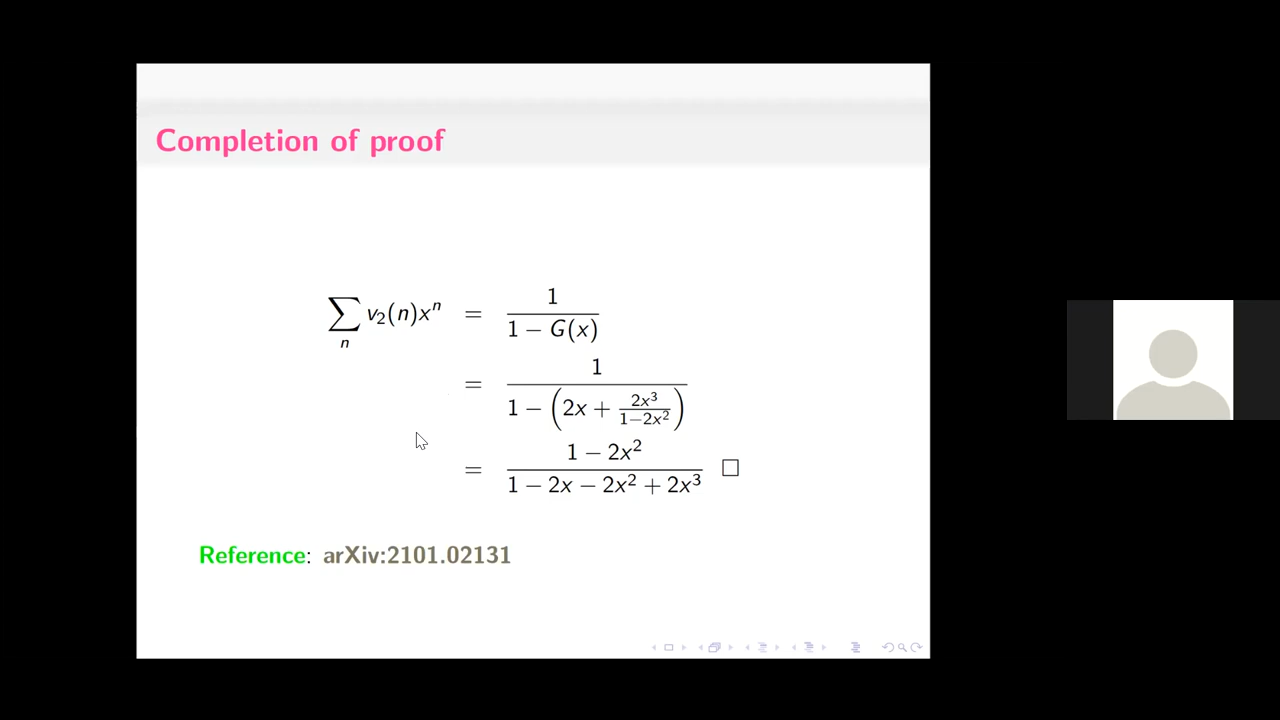 Completion of proof
∑_n v₂(n)xⁿ = 1 / (1 − G(x))
= 1 / (1 − (2x + 2x³/(1−2x²)))
= (1 − 2x²) / (1 − 2x − 2x² + 2x³) □
Reference: arXiv:2101.02131